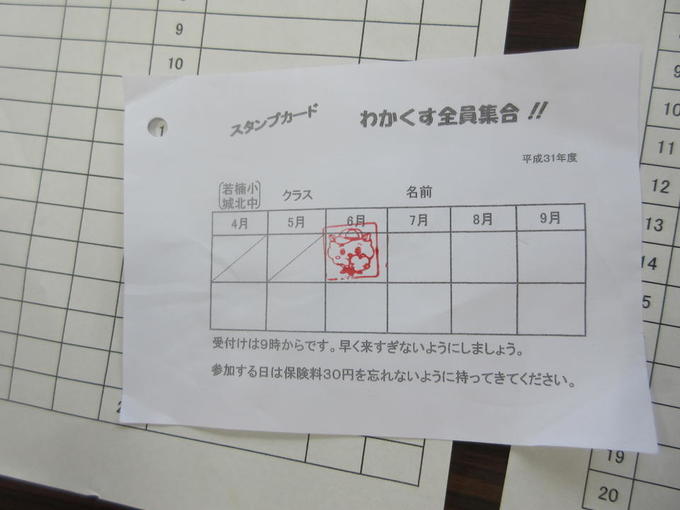 9
10
スタンプカード わかくす全員集合!!
1
平成31年度
若楠小
城北中
クラス 名前
4月 5月 6月 7月 8月 9月
受付けは9時からです。早く来すぎないようにしましょう。
参加する日は保険料30円を忘れないように持ってきてください。
9
10
11
12
13
14
19
20